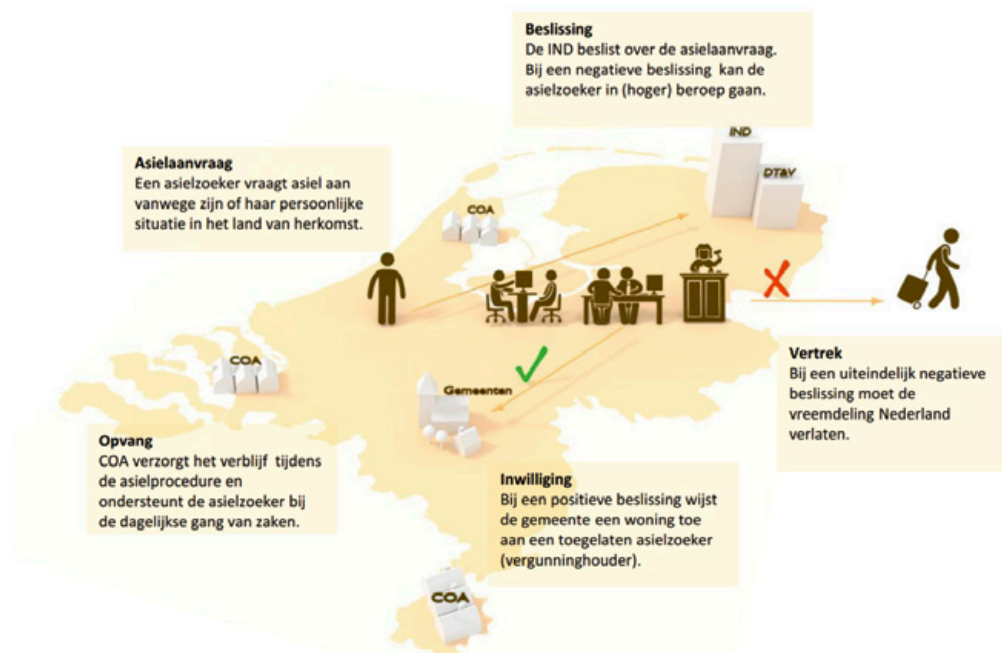 Beslissing
De IND beslist over de asielaanvraag.
Bij een negatieve beslissing kan de
asielzoeker in (hoger) beroep gaan.
IND
DT&V
Asielaanvraag
Een asielzoeker vraagt asiel aan
vanwege zijn of haar persoonlijke
situatie in het land van herkomst.
COA
COA
Gemeenten
Vertrek
Bij een uiteindelijk negatieve
beslissing moet de
vreemdeling Nederland
verlaten.
Opvang
COA verzorgt het verblijf tijdens
de asielprocedure en
ondersteunt de asielzoeker bij
de dagelijkse gang van zaken.
Inwilliging
Bij een positieve beslissing wijst
de gemeente een woning toe
aan een toegelaten asielzoeker
(vergunninghouder).
COA